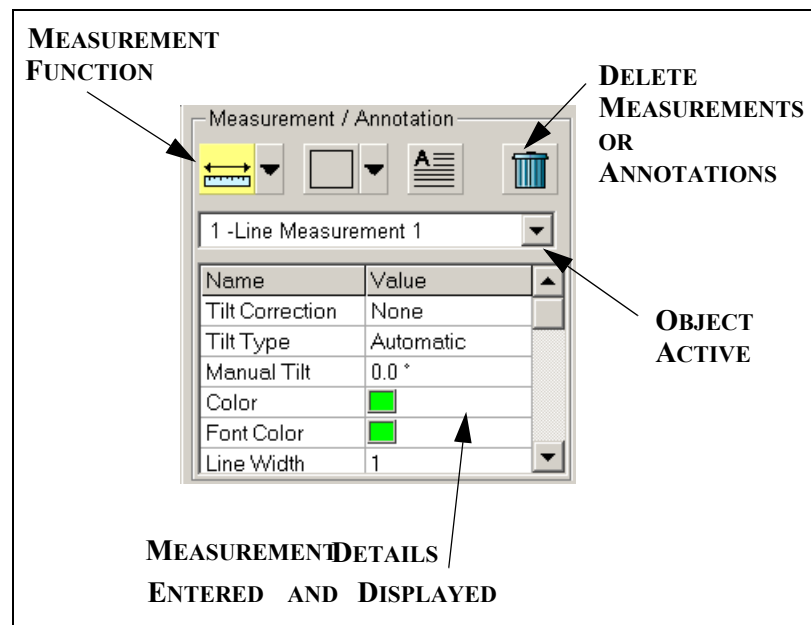 MEASUREMENT
FUNCTION
DELETE
MEASUREMENTS
OR
ANNOTATIONS
Measurement / Annotation
A
1 -Line Measurement 1
Name Value
Tilt Correction None
Tilt Type Automatic
Manual Tilt 0.0 °
Color
Font Color
Line Width 1
OBJECT
ACTIVE
MEASUREMENT DETAILS
ENTERED AND DISPLAYED